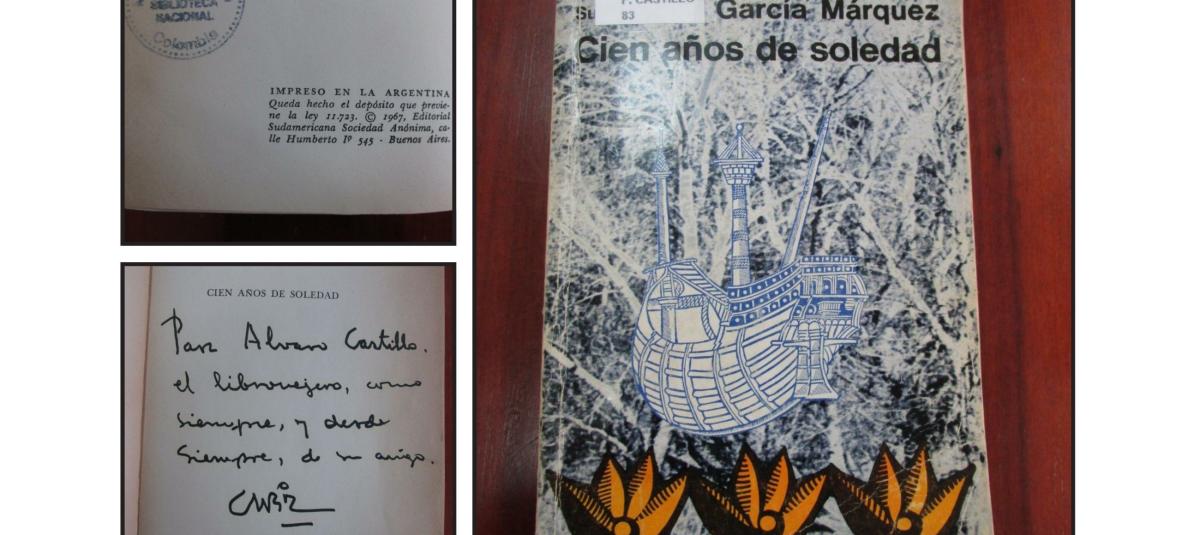 BIBLIOTECA
NACIONAL
Colombia
IMPRESO EN LA ARGENTINA
Queda hecho el depósito que previe-
ne la ley 11.723. © 1967, Editorial
Sudamericana Sociedad Anónima, ca-
lle Humberto Iº 545 - Buenos Aires.
CIEN AÑOS DE SOLEDAD
Para Alvaro Castillo.
el librovejero, como
siempre, y desde
siempre, de su amigo.
F. CASTILLO
83
García Márquez
Cien años de soledad